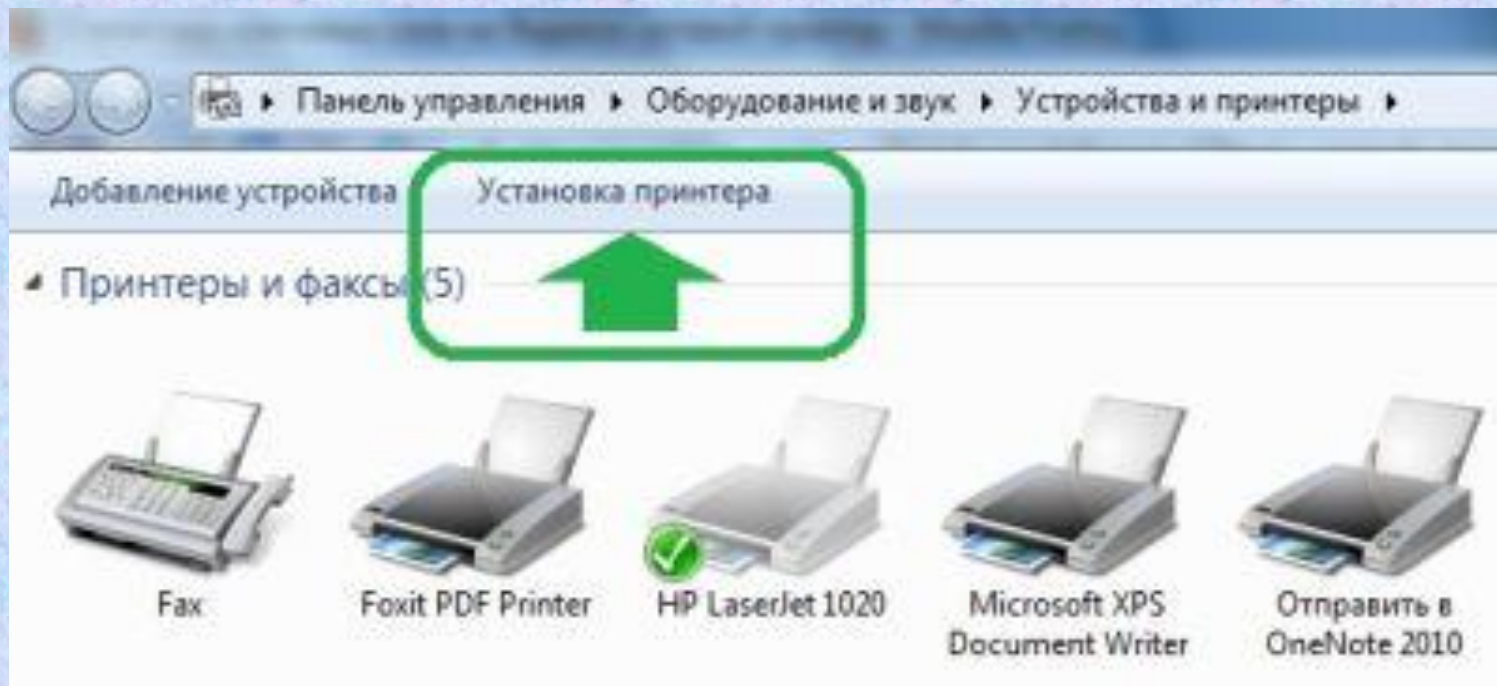 Панель управления ▸ Оборудование и звук ▸ Устройства и принтеры ▸
Добавление устройства Установка принтера
Принтеры и факсы (5)
Fax
Foxit PDF Printer
HP LaserJet 1020
Microsoft XPS
Document Writer
Отправить в
OneNote 2010